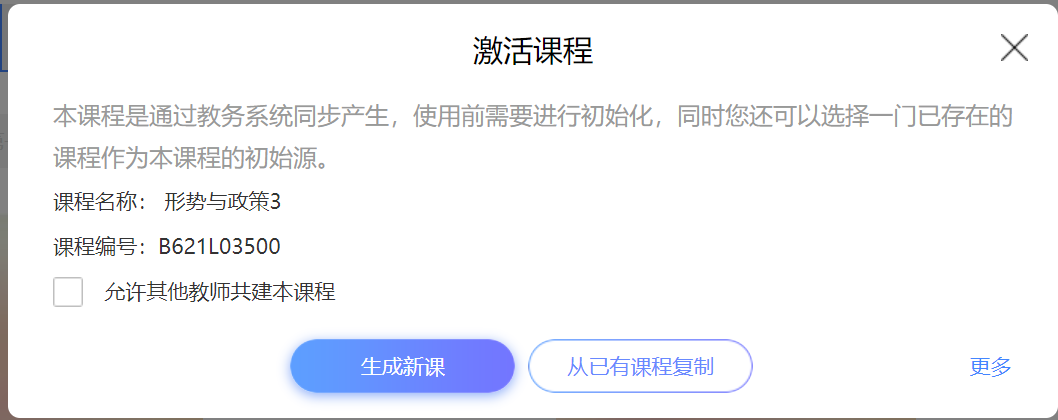 激活课程
本课程是通过教务系统同步产生，使用前需要进行初始化，同时您还可以选择一门已存在的
课程作为本课程的初始源。
课程名称： 形势与政策3
课程编号：B621L03500
允许其他教师共建本课程
生成新课 从已有课程复制 更多